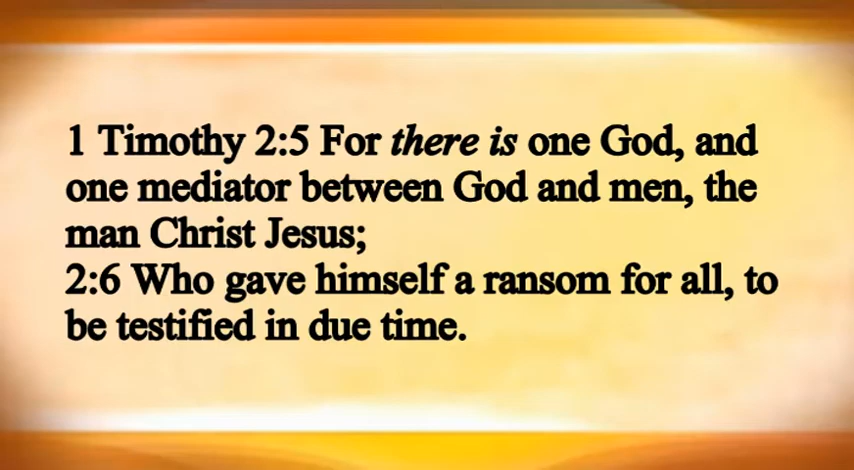 1 Timothy 2:5 For there is one God, and
one mediator between God and men, the
man Christ Jesus;
2:6 Who gave himself a ransom for all, to
be testified in due time.